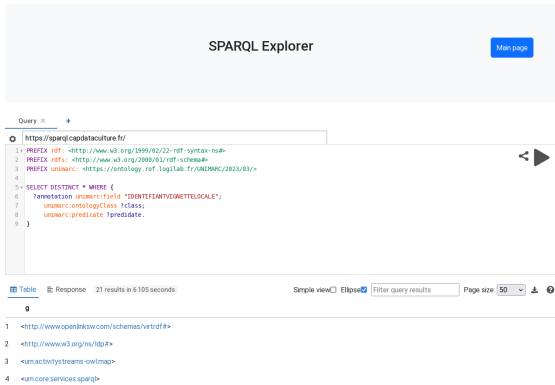 SPARQL Explorer
Main page
Query × +
https://sparql.capdataculture.fr/
1 PREFIX rdf: <http://www.w3.org/1999/02/22-rdf-syntax-ns#>
2 PREFIX rdfs: <http://www.w3.org/2000/01/rdf-schema#>
3 PREFIX unimarc: <https://ontology.rof.logilab.fr/UNIMARC/2023/03/>
4
5 SELECT DISTINCT * WHERE {
6 ?annotation unimarc:field "IDENTIFIANTVIGNETTELOCALE";
7 unimarc:ontologyClass ?class;
8 unimarc:predicate ?predidate.
9 }
Table Response 21 results in 6.105 seconds Simple view Ellipse Filter query results Page size: 50
g
1 <http://www.openlinksw.com/schemas/virtrdf#>
2 <http://www.w3.org/ns/ldp#>
3 <urn:activitystreams-owl:map>
4 <urn:core:services:sparql>